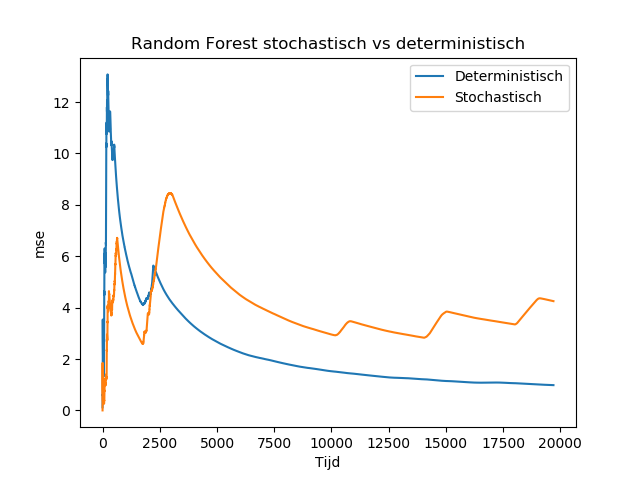 Random Forest stochastisch vs deterministisch
Deterministisch
Stochastisch
12
10
8
6
4
2
0
mse
0 2500 5000 7500 10000 12500 15000 17500 20000
Tijd